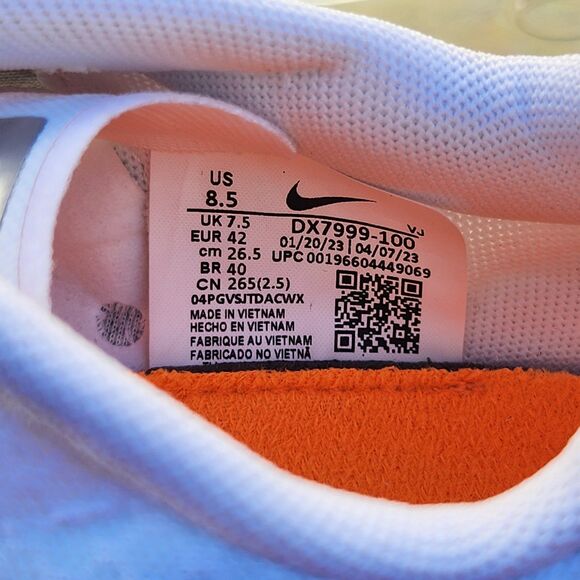 US
8.5
UK 7.5
EUR 42
cm 26.5
BR 40
CN 265(2.5)
04PGVSJTDACWX
MADE IN VIETNAM
HECHO EN VIETNAM
FABRIQUE AU VIETNAM
FABRICADO NO VIETNÃ
VJ
DX7999-100
01/20/23 | 04/07/23
UPC 00196604449069